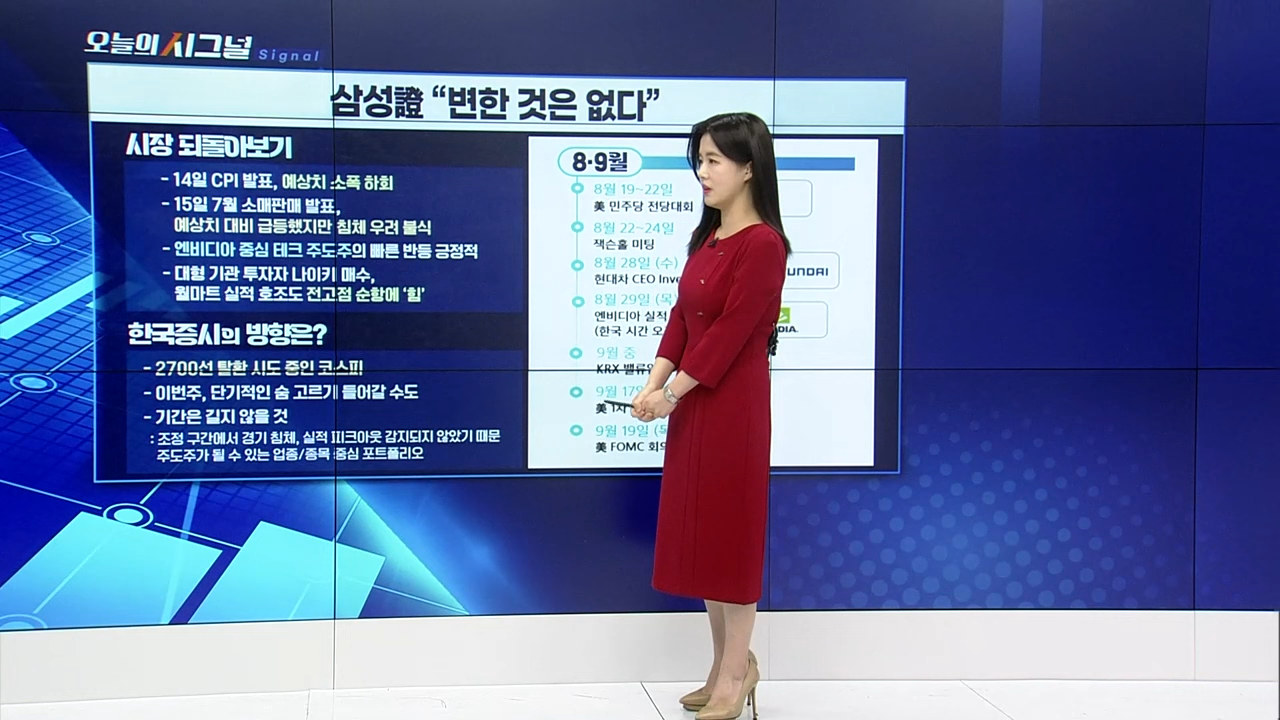 오늘의 시그널 Signal
삼성證 “변한 것은 없다”
시장 되돌아보기
- 14일 CPI 발표, 예상치 소폭 하회
- 15일 7월 소매판매 발표,
예상치 대비 급등했지만 침체 우려 불식
- 엔비디아 중심 테크 주도주의 빠른 반등 긍정적
- 대형 기관 투자자 나이키 매수,
월마트 실적 호조도 전고점 순항에 ‘힘’
한국증시의 방향은?
- 2700선 탈환 시도 중인 코스피
- 이번주, 단기적인 숨 고르기 들어갈 수도
- 기간은 길지 않을 것
: 조정 구간에서 경기 침체, 실적 피크아웃 감지되지 않았기 때문
주도주가 될 수 있는 업종/종목 중심 포트폴리오
8·9월
8월 19~22일
美 민주당 전당대회
8월 22~24일
잭슨홀 미팅
8월 28일 (수)
현대차 CEO
8월 29일 (목)
엔비디아 실적
(한국 시간
9월 중
KRX
9월 17일
美 1차
9월 19일
美 FOMC